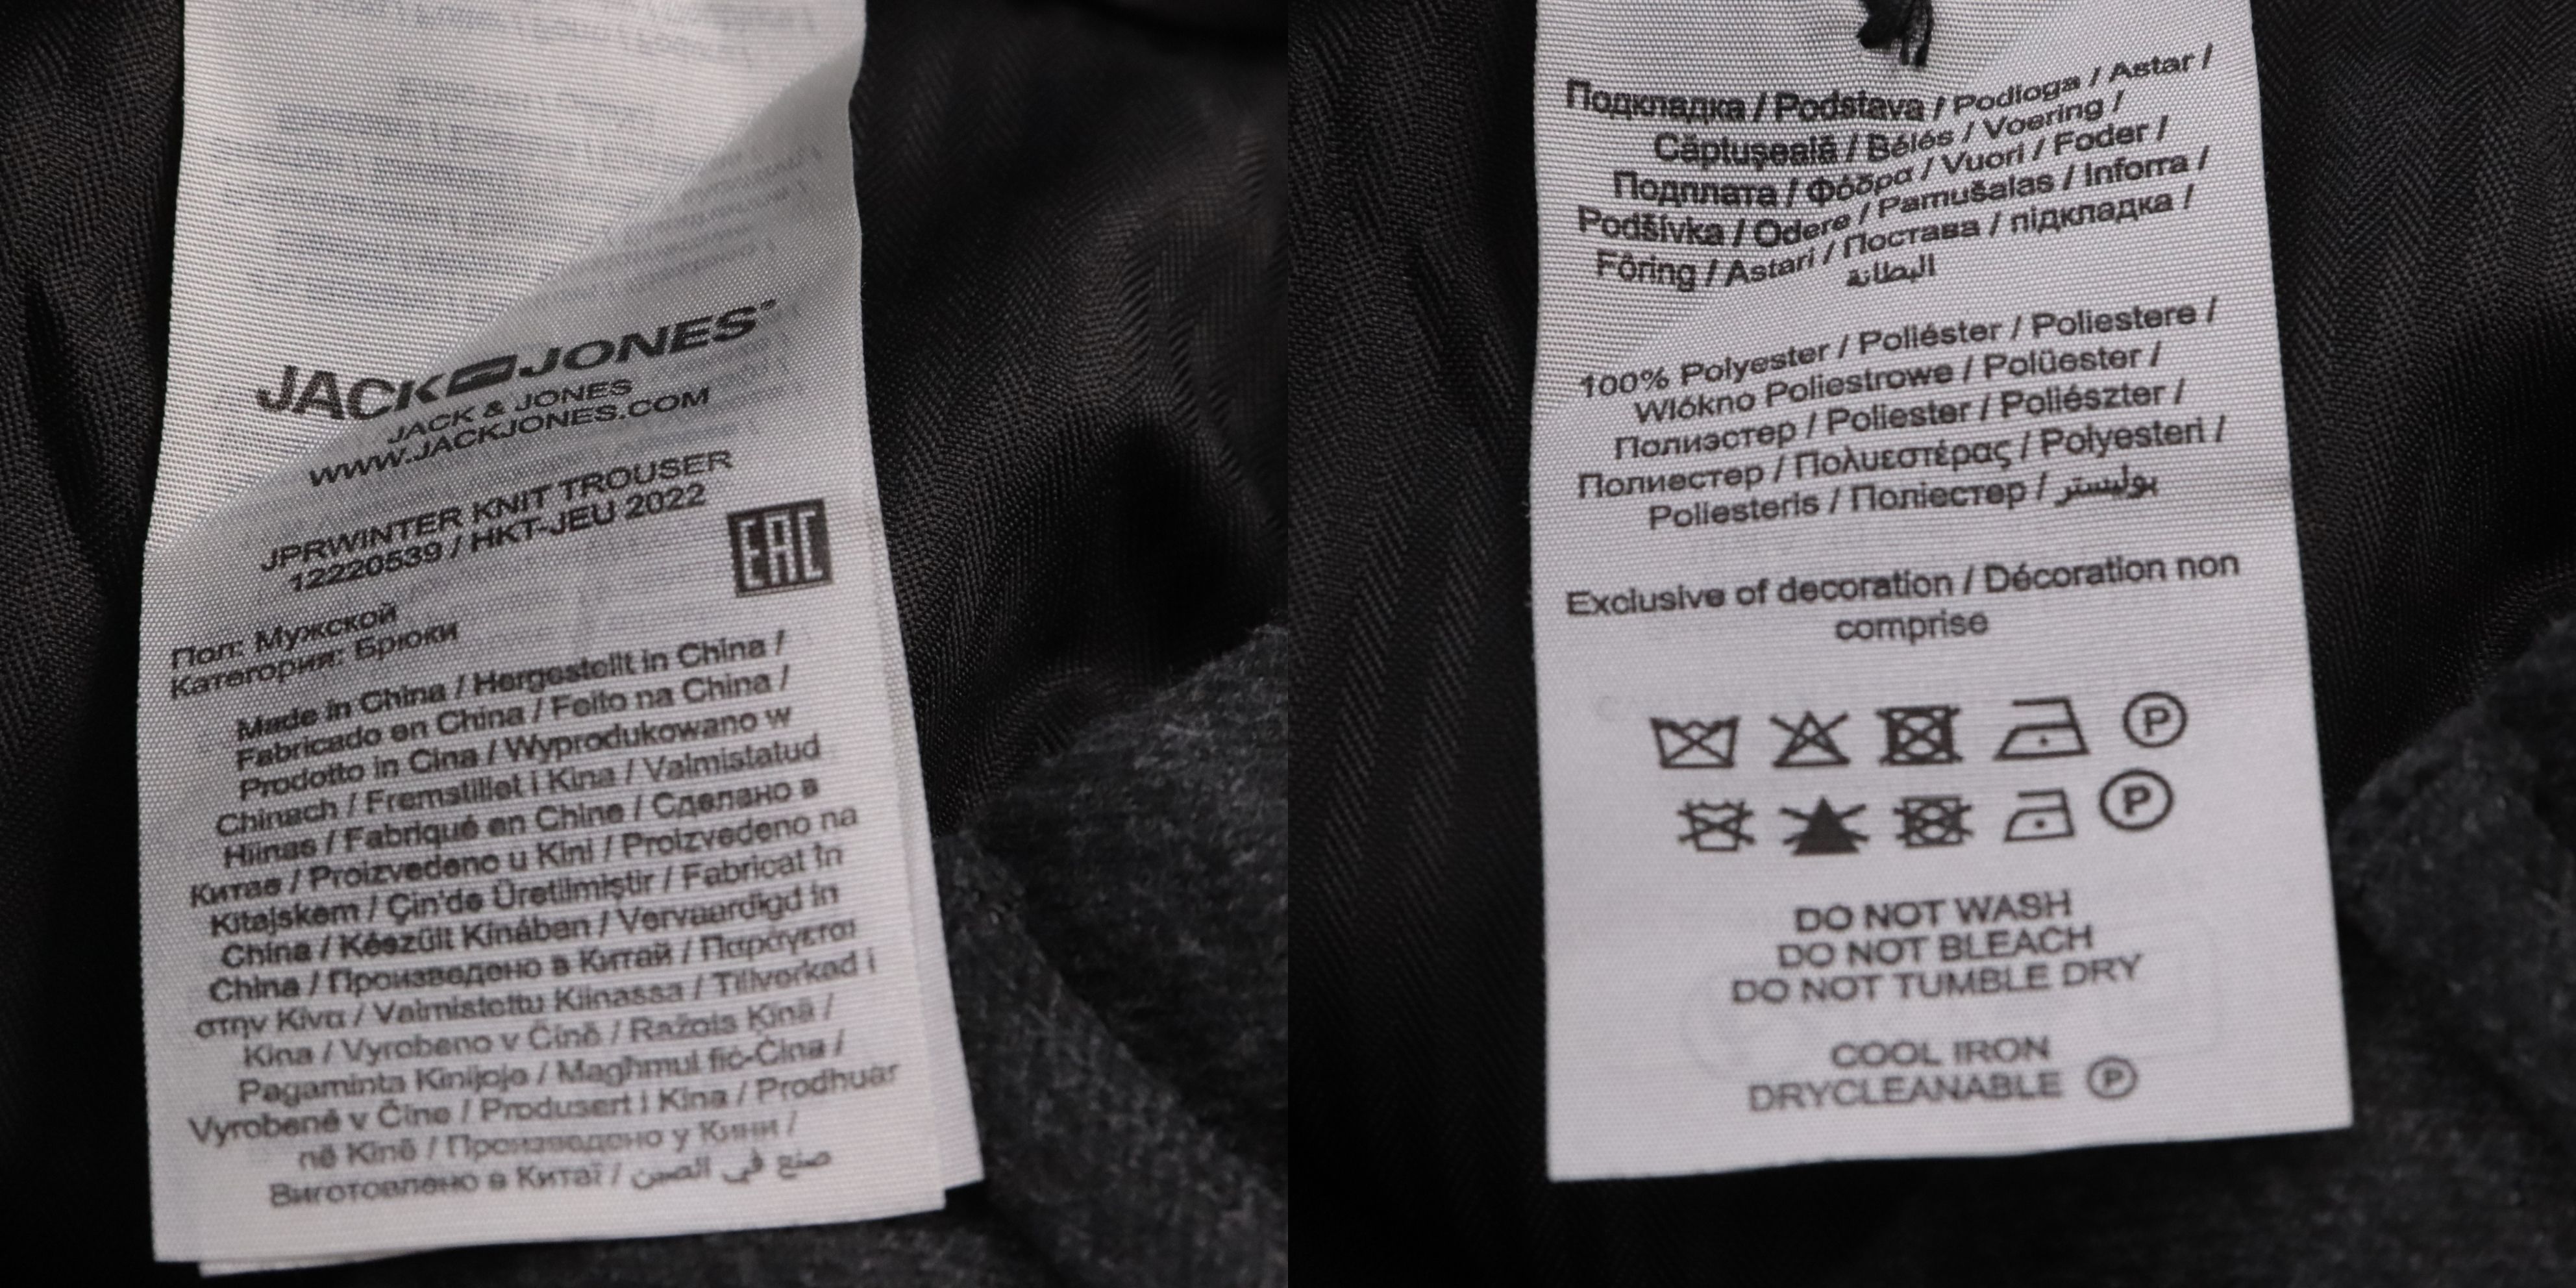 JACK JONES®
JACK & JONES
WWW.JACKJONES.COM
JPRWINTER KNIT TROUSER
12220539 / HKT-JEU 2022
EAC
Пол: Мужской
Категория: Брюки
Made in China / Hergestellt in China /
Fabricado en China / Feito na China /
Prodotto in Cina / Wyprodukowano w
Chinach / Fremstillet i Kina / Valmistatud
Hiinas / Fabriqué en Chine / Сделано в
Китае / Proizvedeno u Kini / Proizvedeno na
Kitajskem / Çin'de Üretilmiştir / Fabricat în
China / Készült Kínában / Vervaardigd in
China / Произведено в Китай / Παράγεται
στην Κίνα / Valmistettu Kiinassa / Tillverkad i
Kina / Vyrobeno v Číně / Ražots Ķīnā /
Pagaminta Kinijoje / Magħmul fiċ-Ċina /
Vyrobené v Číne / Produsert i Kina / Prodhuar
në Kinë / Произведено у Кини /
Виготовлено в Китаї / صنع في الصين
Подкладка / Podstava / Podloga / Astar /
Căptuşeală / Bélés / Voering /
Подплата / Φόδρα / Vuori / Foder /
Podšívka / Odere / Pamušalas / Inforra /
Fôring / Astari / Постава / підкладка /
البطانة
100% Polyester / Poliéster / Poliestere /
Wlókno Poliestrowe / Polüester /
Полиэстер / Poliester / Poliészter /
Полиестер / Πολυεστέρας / Polyesteri /
Poliesteris / Поліестер / بوليستر
Exclusive of decoration / Décoration non
comprise
P
P
DO NOT WASH
DO NOT BLEACH
DO NOT TUMBLE DRY
COOL IRON
DRYCLEANABLE Ⓟ